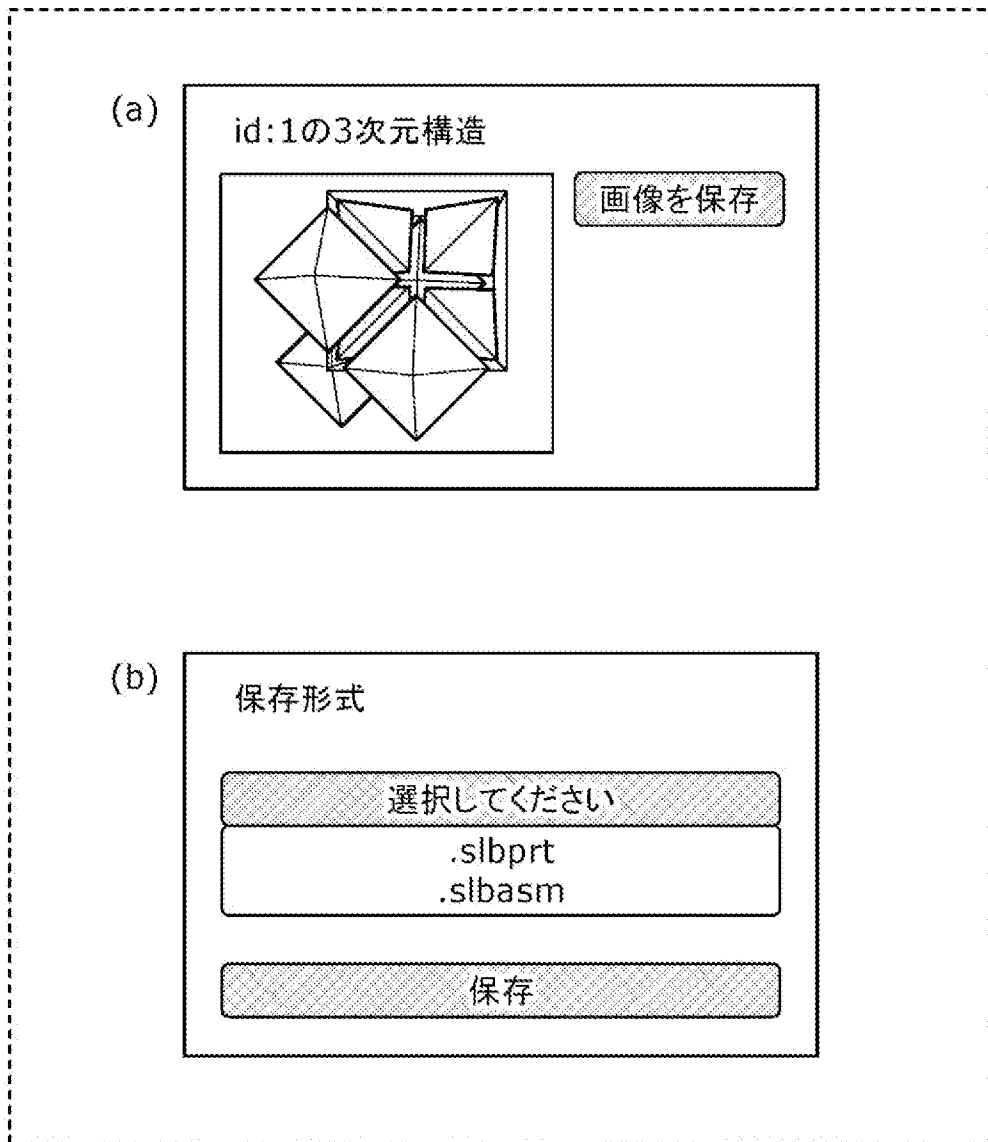 (a)
id:1の3次元構造
画像を保存
(b)
保存形式
選択してください
.slbprt
.slbasm
保存